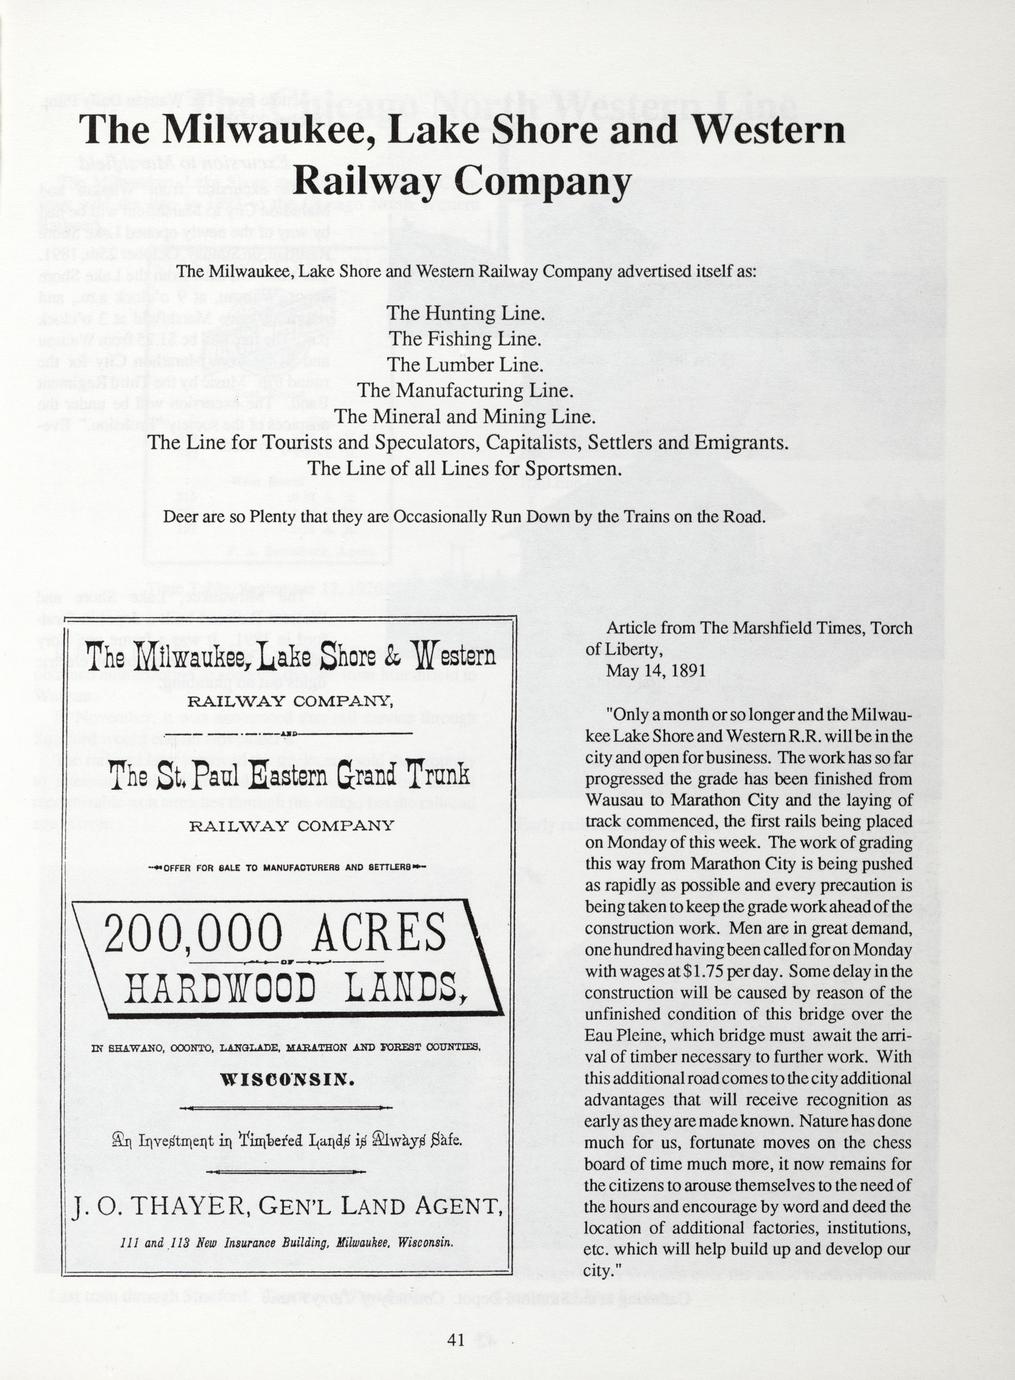 The Milwaukee, Lake Shore and Western
Railway Company
The Milwaukee, Lake Shore and Western Railway Company advertised itself as:
The Hunting Line.
The Fishing Line.
The Lumber Line.
The Manufacturing Line.
The Mineral and Mining Line.
The Line for Tourists and Speculators, Capitalists, Settlers and Emigrants.
The Line of all Lines for Sportsmen.
Deer are so Plenty that they are Occasionally Run Down by the Trains on the Road.
The Milwaukee, Lake Shore & Western
RAILWAY COMPANY,
AND
The St. Paul Eastern Grand Trunk
RAILWAY COMPANY
OFFER FOR SALE TO MANUFACTURERS AND SETTLERS
200,000 ACRES
OF
HARDWOOD LANDS,
IN SHAWANO, OCONTO, LANGLADE, MARATHON AND FOREST COUNTIES,
WISCONSIN.
An Investment in Timbered Lands is Always Safe.
J. O. THAYER, GEN'L LAND AGENT,
111 and 113 New Insurance Building, Milwaukee, Wisconsin.
Article from The Marshfield Times, Torch
of Liberty,
May 14, 1891
"Only a month or so longer and the Milwau-
kee Lake Shore and Western R.R. will be in the
city and open for business. The work has so far
progressed the grade has been finished from
Wausau to Marathon City and the laying of
track commenced, the first rails being placed
on Monday of this week. The work of grading
this way from Marathon City is being pushed
as rapidly as possible and every precaution is
being taken to keep the grade work ahead of the
construction work. Men are in great demand,
one hundred having been called for on Monday
with wages at $1.75 per day. Some delay in the
construction will be caused by reason of the
unfinished condition of this bridge over the
Eau Pleine, which bridge must await the arri-
val of timber necessary to further work. With
this additional road comes to the city additional
advantages that will receive recognition as
early as they are made known. Nature has done
much for us, fortunate moves on the chess
board of time much more, it now remains for
the citizens to arouse themselves to the need of
the hours and encourage by word and deed the
location of additional factories, institutions,
etc. which will help build up and develop our
city."
41